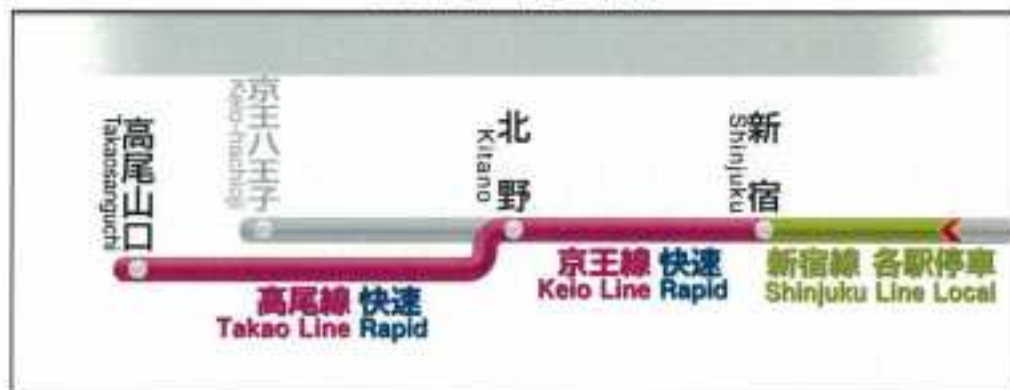 高尾山口
Takaosanguchi
京王八王子
Keio-hachioji
北野
Kitano
新宿
Shinjuku
高尾線 快速
Takao Line Rapid
京王線 快速
Keio Line Rapid
新宿線 各駅停車
Shinjuku Line Local